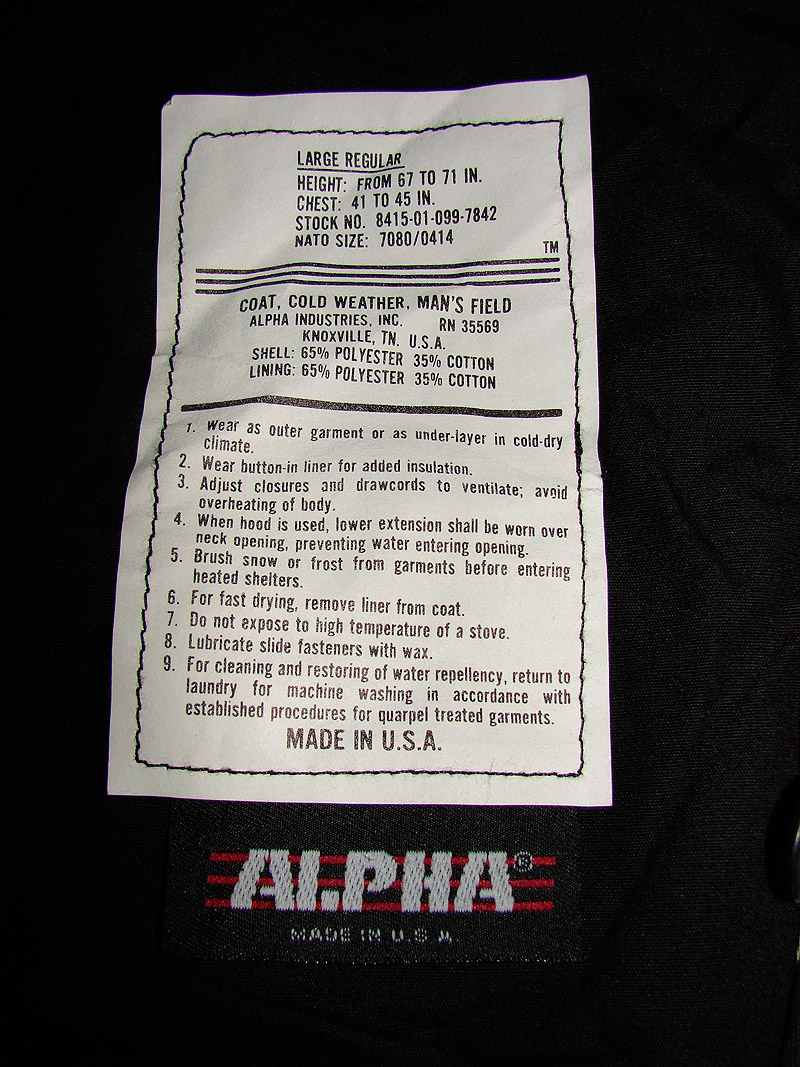 LARGE REGULAR
HEIGHT: FROM 67 TO 71 IN.
CHEST: 41 TO 45 IN.
STOCK NO. 8415-01-099-7842
NATO SIZE: 7080/0414
TM
COAT, COLD WEATHER, MAN'S FIELD
ALPHA INDUSTRIES, INC. RN 35569
KNOXVILLE, TN. U.S.A.
SHELL: 65% POLYESTER 35% COTTON
LINING: 65% POLYESTER 35% COTTON
1. Wear as outer garment or as under-layer in cold-dry
climate.
2. Wear button-in liner for added insulation.
3. Adjust closures and drawcords to ventilate; avoid
overheating of body.
4. When hood is used, lower extension shall be worn over
neck opening, preventing water entering opening.
5. Brush snow or frost from garments before entering
heated shelters.
6. For fast drying, remove liner from coat.
7. Do not expose to high temperature of a stove.
8. Lubricate slide fasteners with wax.
9. For cleaning and restoring of water repellency, return to
laundry for machine washing in accordance with
established procedures for quarpel treated garments.
MADE IN U.S.A.
ALPHA®
MADE IN U.S.A.